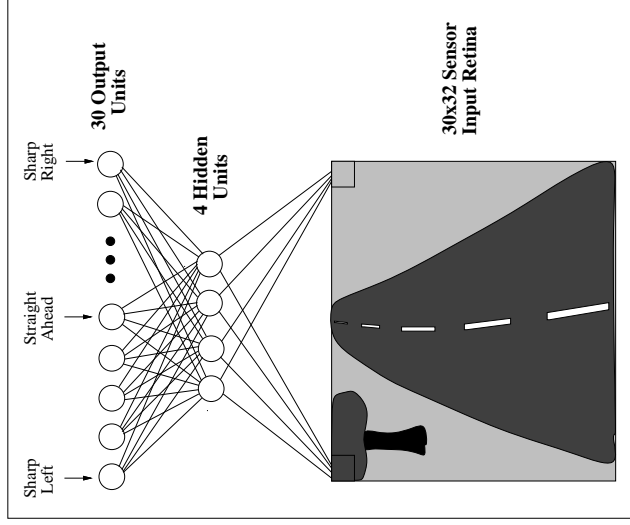 Sharp
Left
Straight
Ahead
Sharp
Right
30 Output
Units
4 Hidden
Units
30x32 Sensor
Input Retina